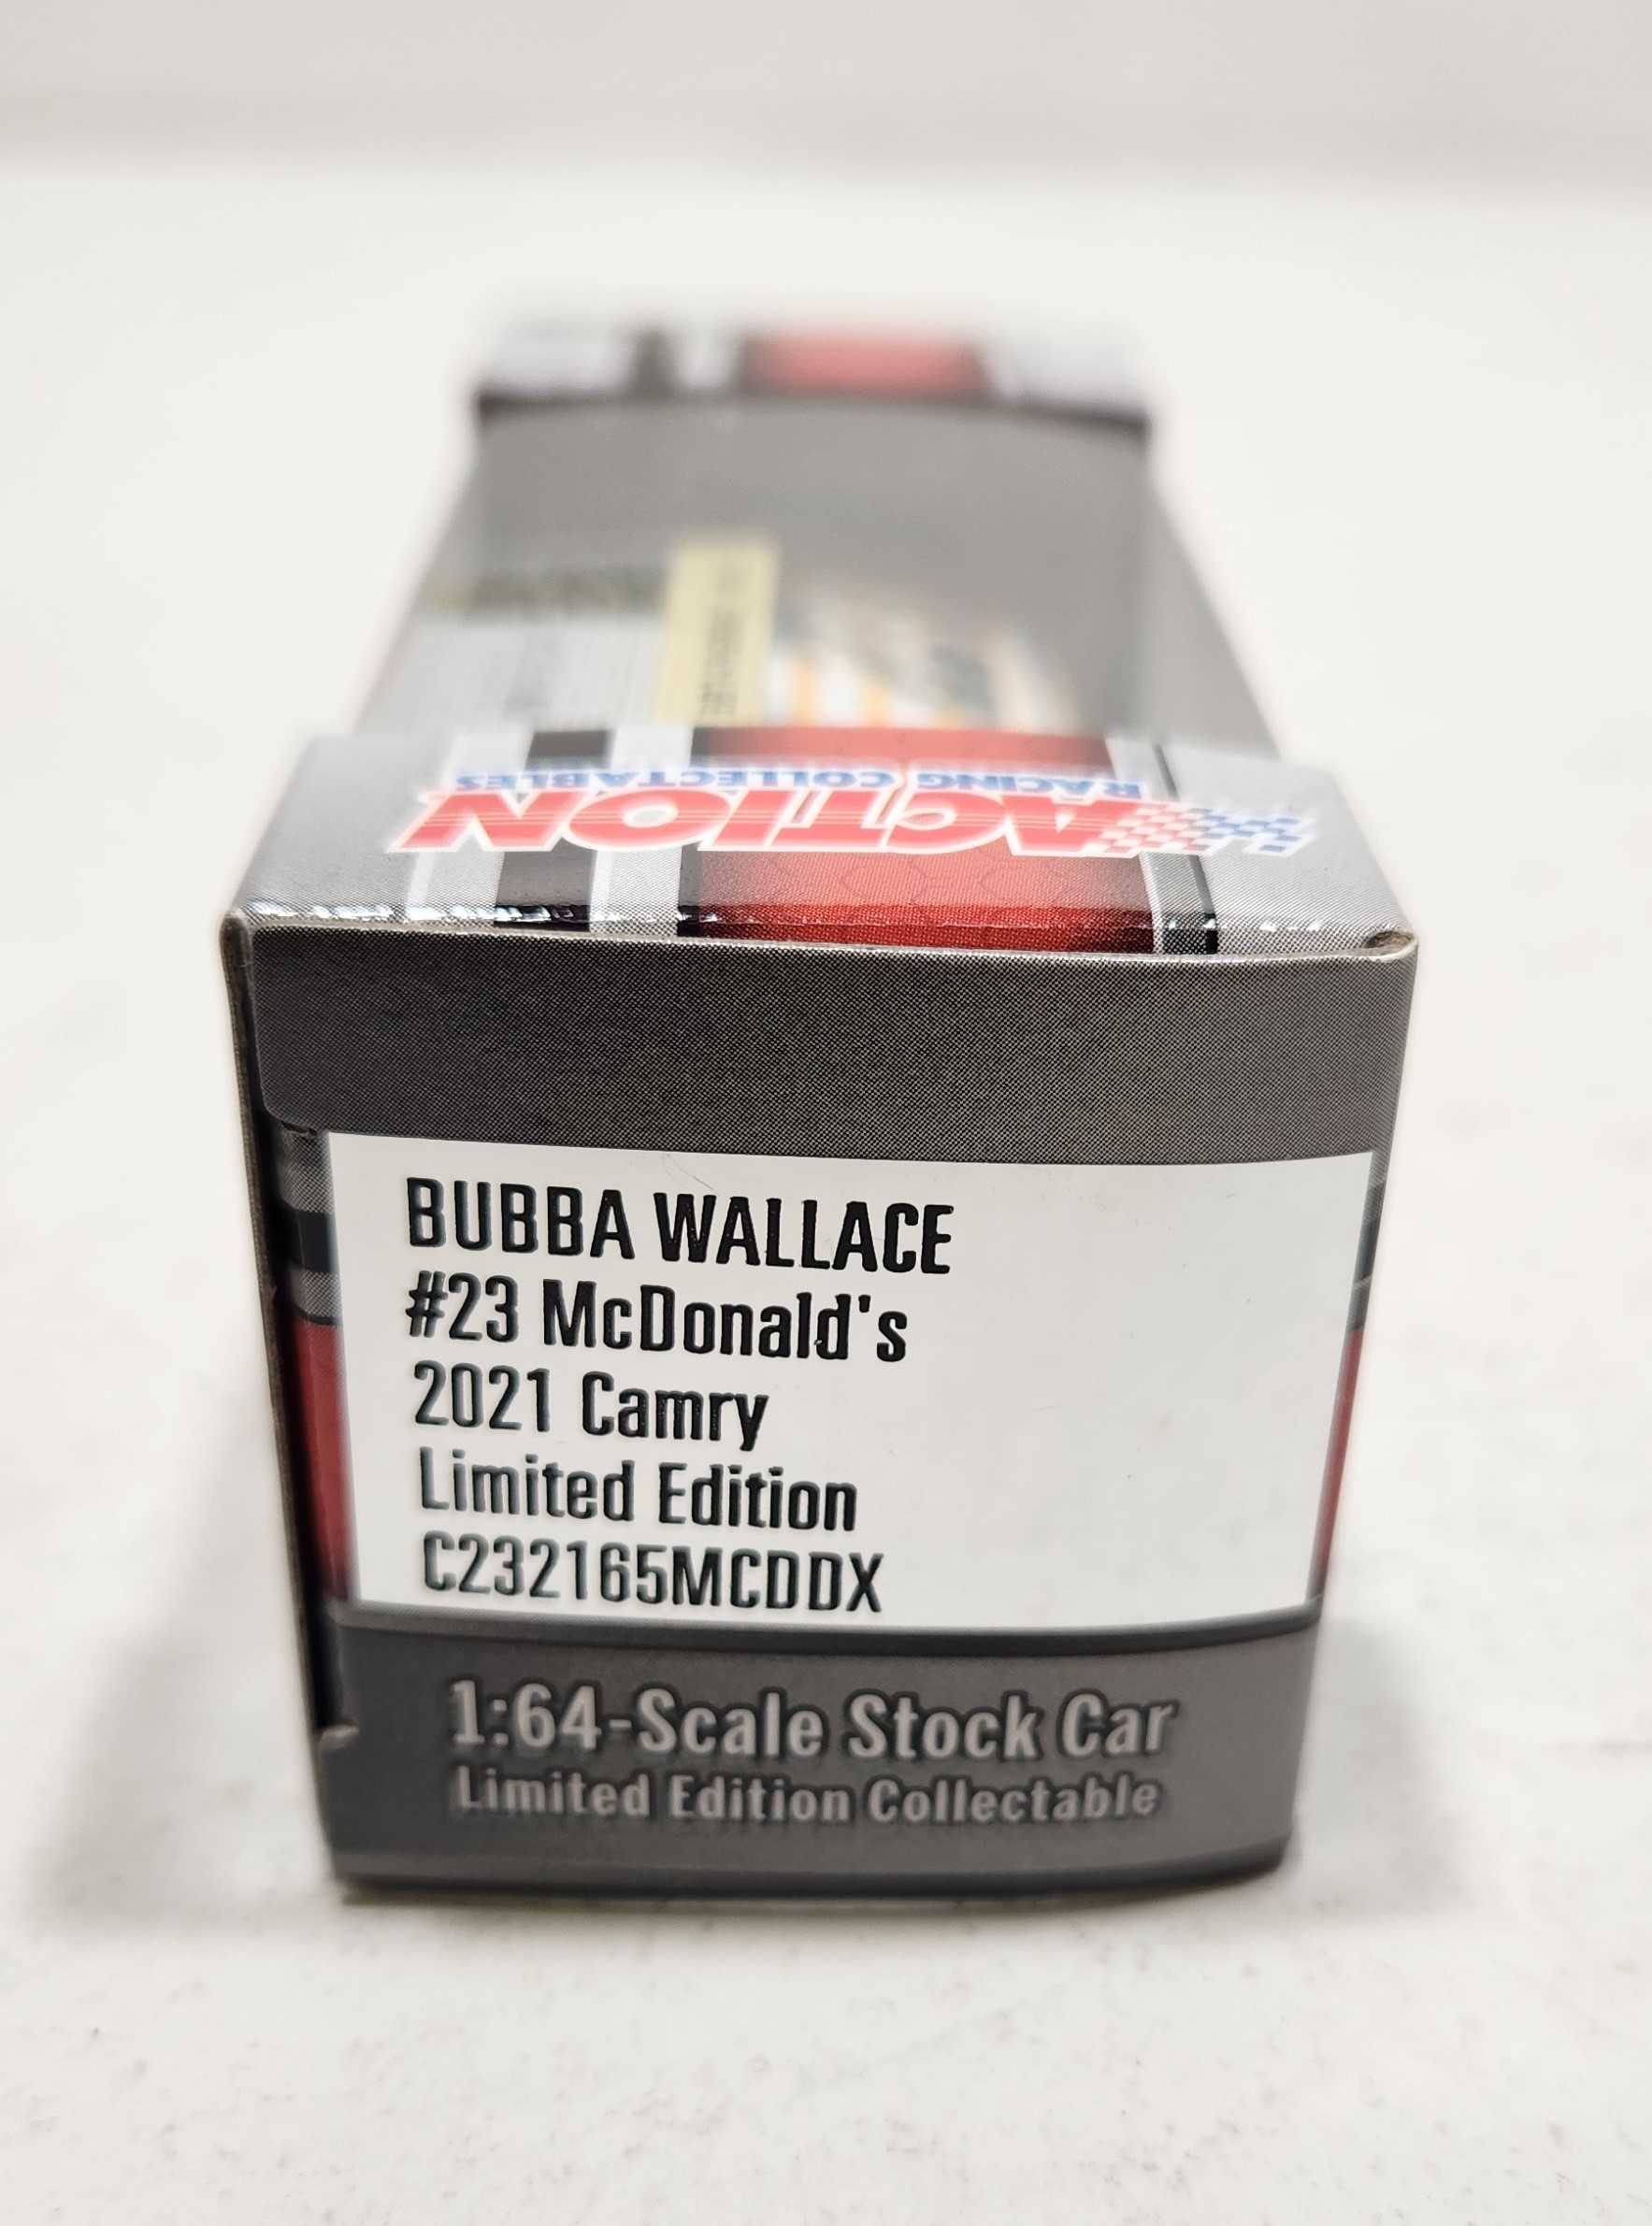 ACTION
RACING COLLECTABLES
BUBBA WALLACE
#23 McDonald's
2021 Camry
Limited Edition
C232165MCDDX
1:64-Scale Stock Car
Limited Edition Collectable